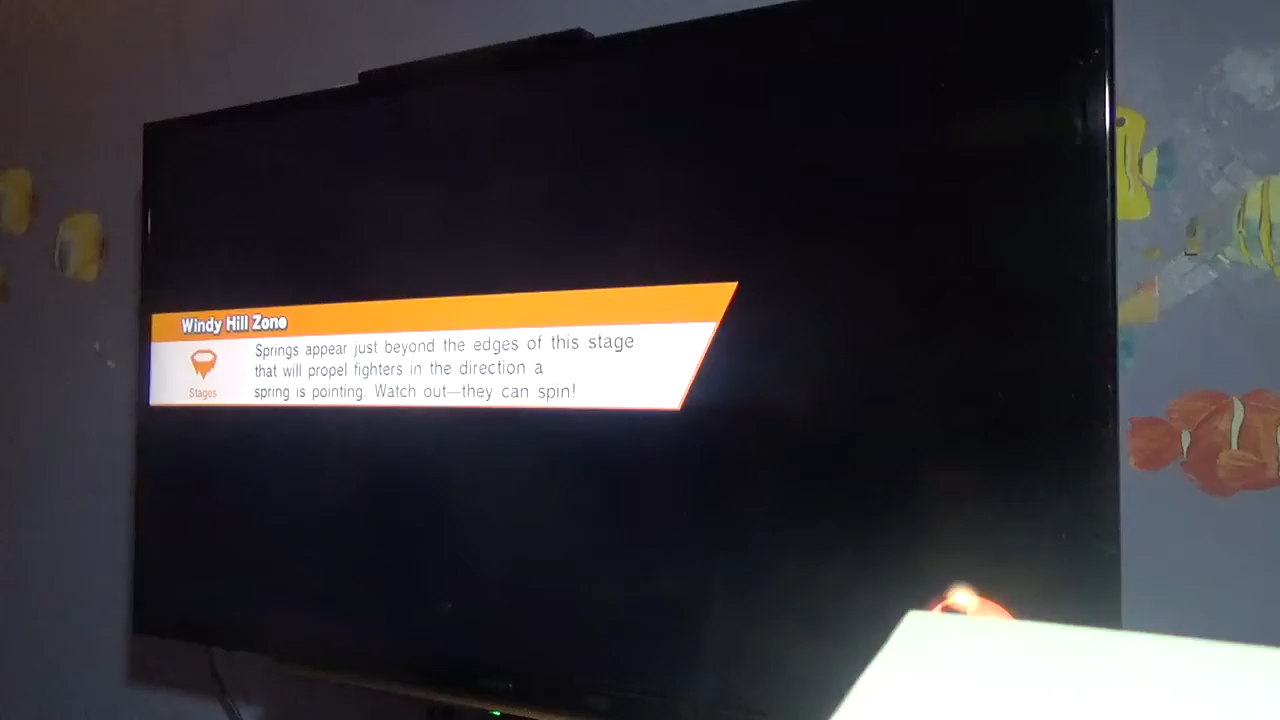 Windy Hill Zone
Springs appear just beyond the edges of this stage
that will propel fighters in the direction a
spring is pointing. Watch out—they can spin!
Stages